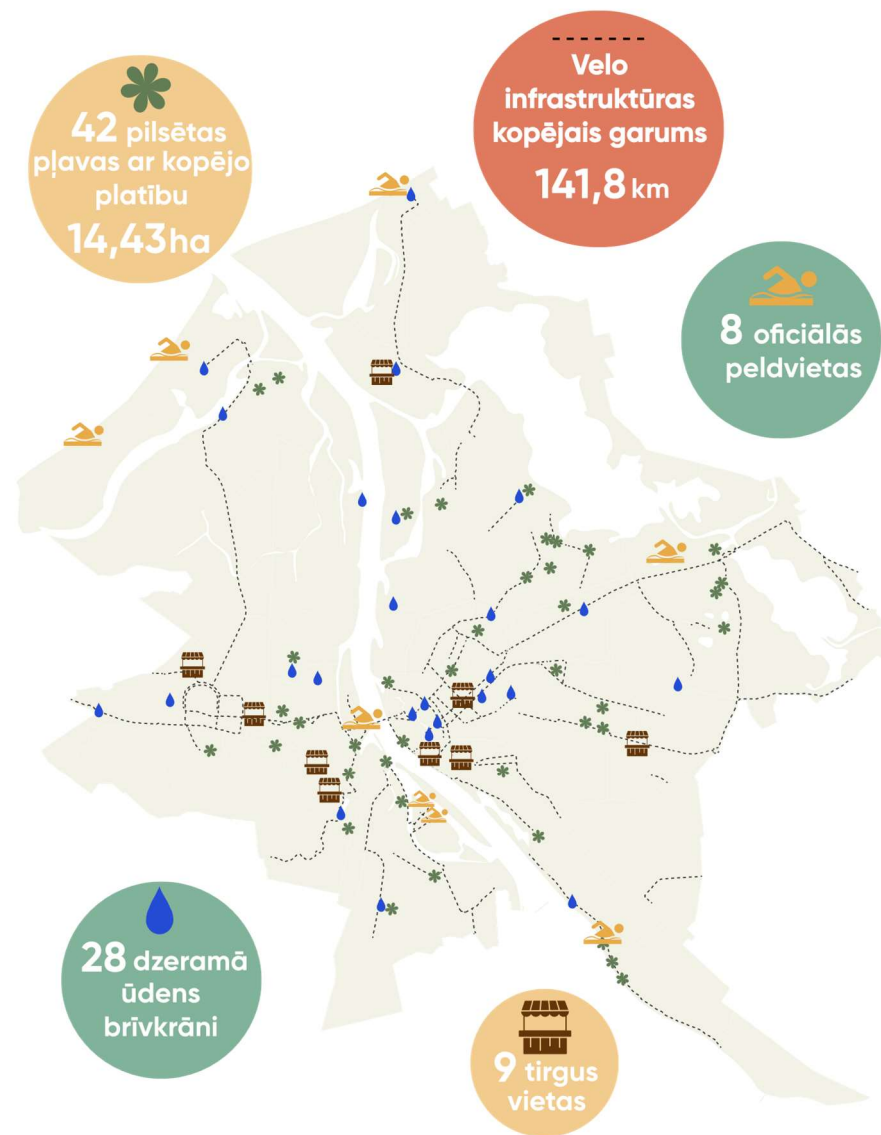 42 pilsētas
pļavas ar kopējo
platību
14,43ha
Velo
infrastruktūras
kopējais garums
141,8 km
8 oficiālās
peldvietas
28 dzeramā
ūdens
brīvkrāni
9 tirgus
vietas